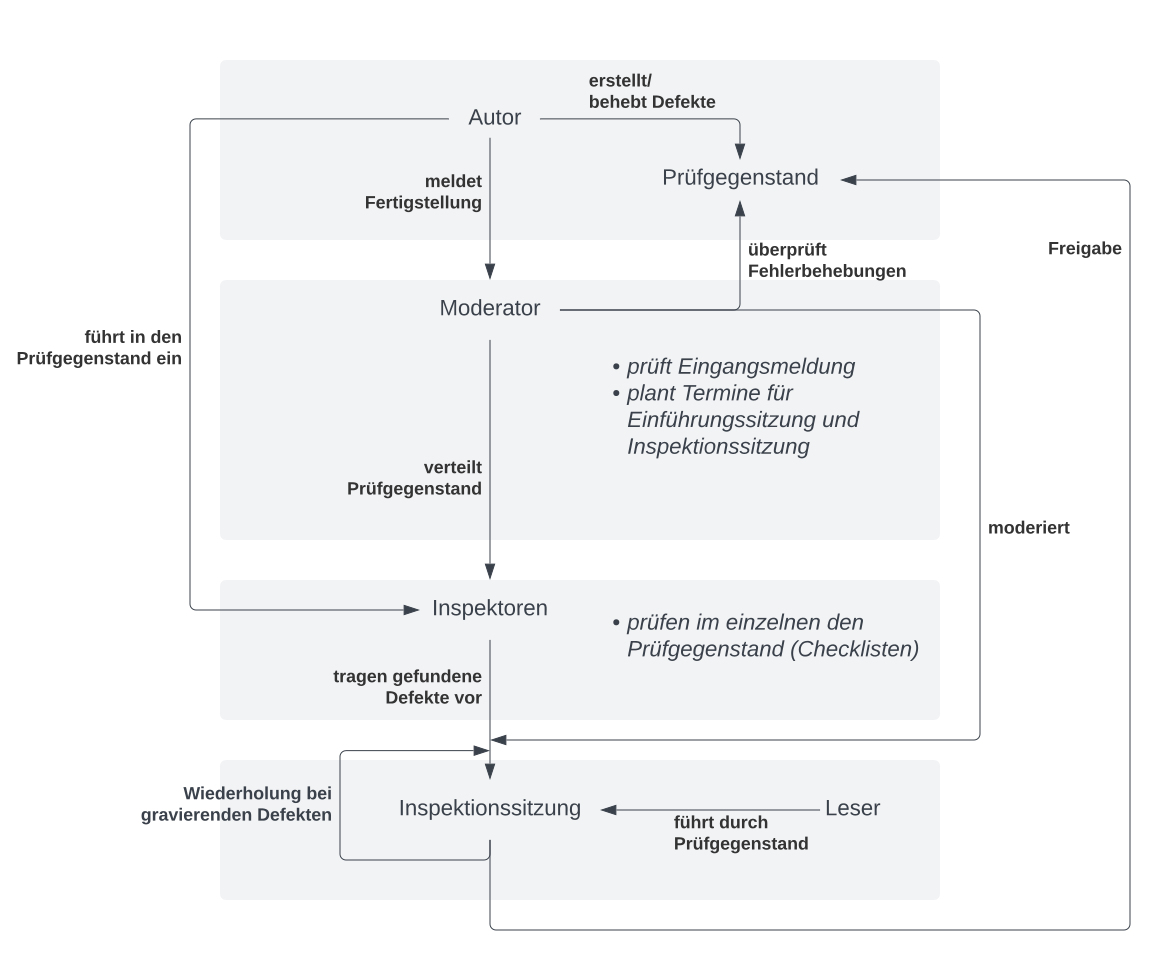 erstellt/
behebt Defekte
Autor
Prüfgegenstand
meldet
Fertigstellung
überprüft
Fehlerbehebungen
Freigabe
Moderator
führt in den
Prüfgegenstand ein
• prüft Eingangsmeldung
• plant Termine für
Einführungssitzung und
Inspektionssitzung
verteilt
Prüfgegenstand
moderiert
Inspektoren
• prüfen im einzelnen den
Prüfgegenstand (Checklisten)
tragen gefundene
Defekte vor
Wiederholung bei
gravierenden Defekten
Inspektionssitzung
Leser
führt durch
Prüfgegenstand